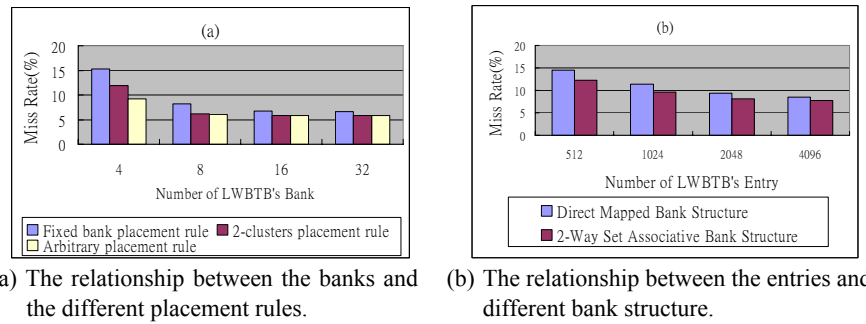 (a)
Miss Rate(%)
20
15
10
5
0
4 8 16 32
Number of LWBTB's Bank
Fixed bank placement rule 2-clusters placement rule
Arbitrary placement rule
(b)
Miss Rate(%)
20
15
10
5
0
512 1024 2048 4096
Number of LWBTB's Entry
Direct Mapped Bank Structure
2-Way Set Associative Bank Structure
a) The relationship between the banks and
the different placement rules.
(b) The relationship between the entries and
different bank structure.